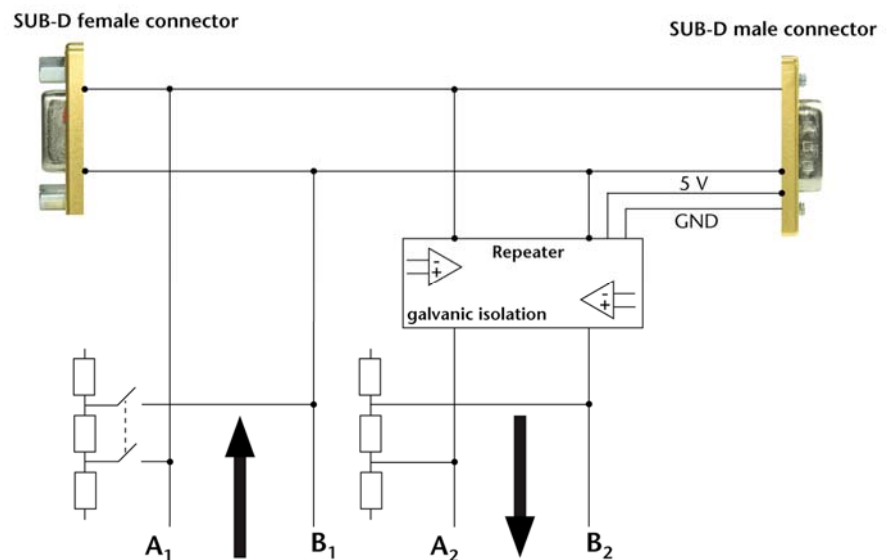 SUB-D female connector
SUB-D male connector
5 V
GND
Repeater
-
+
-
+
galvanic isolation
A₁
B₁
A₂
B₂